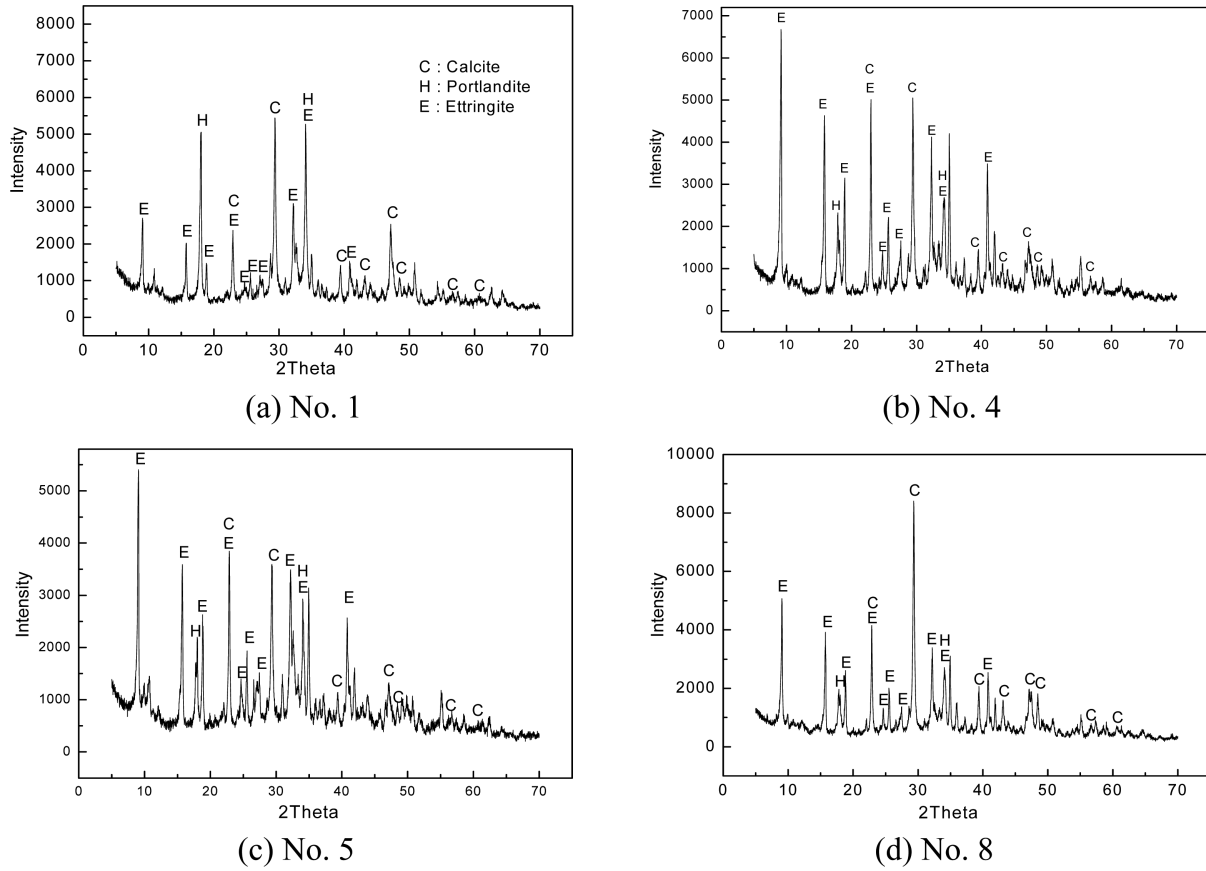 8000
7000
6000
5000
4000
3000
2000
1000
0
Intensity
C : Calcite
H : Portlandite
E : Ettringite
E
E
H
E
C
E
E
E
E
C
E
H
E
C
E
C
C
C
C
C
0 10 20 30 40 50 60 70
2Theta
(a) No. 1
7000
6000
5000
4000
3000
2000
1000
0
Intensity
E
E
H
E
C
E
E
E
E
C
E
H
E
C
E
C
C
C
C
0 10 20 30 40 50 60 70
2Theta
(b) No. 4
5000
4000
3000
2000
1000
0
Intensity
E
E
H
E
C
E
E
E
E
C
E
H
E
C
E
C
C
C
C
0 10 20 30 40 50 60 70
2Theta
(c) No. 5
10000
8000
6000
4000
2000
0
Intensity
E
E
H
E
C
E
E
E
E
C
E
H
E
C
E
C
C
C
C
C
0 10 20 30 40 50 60 70
2Theta
(d) No. 8